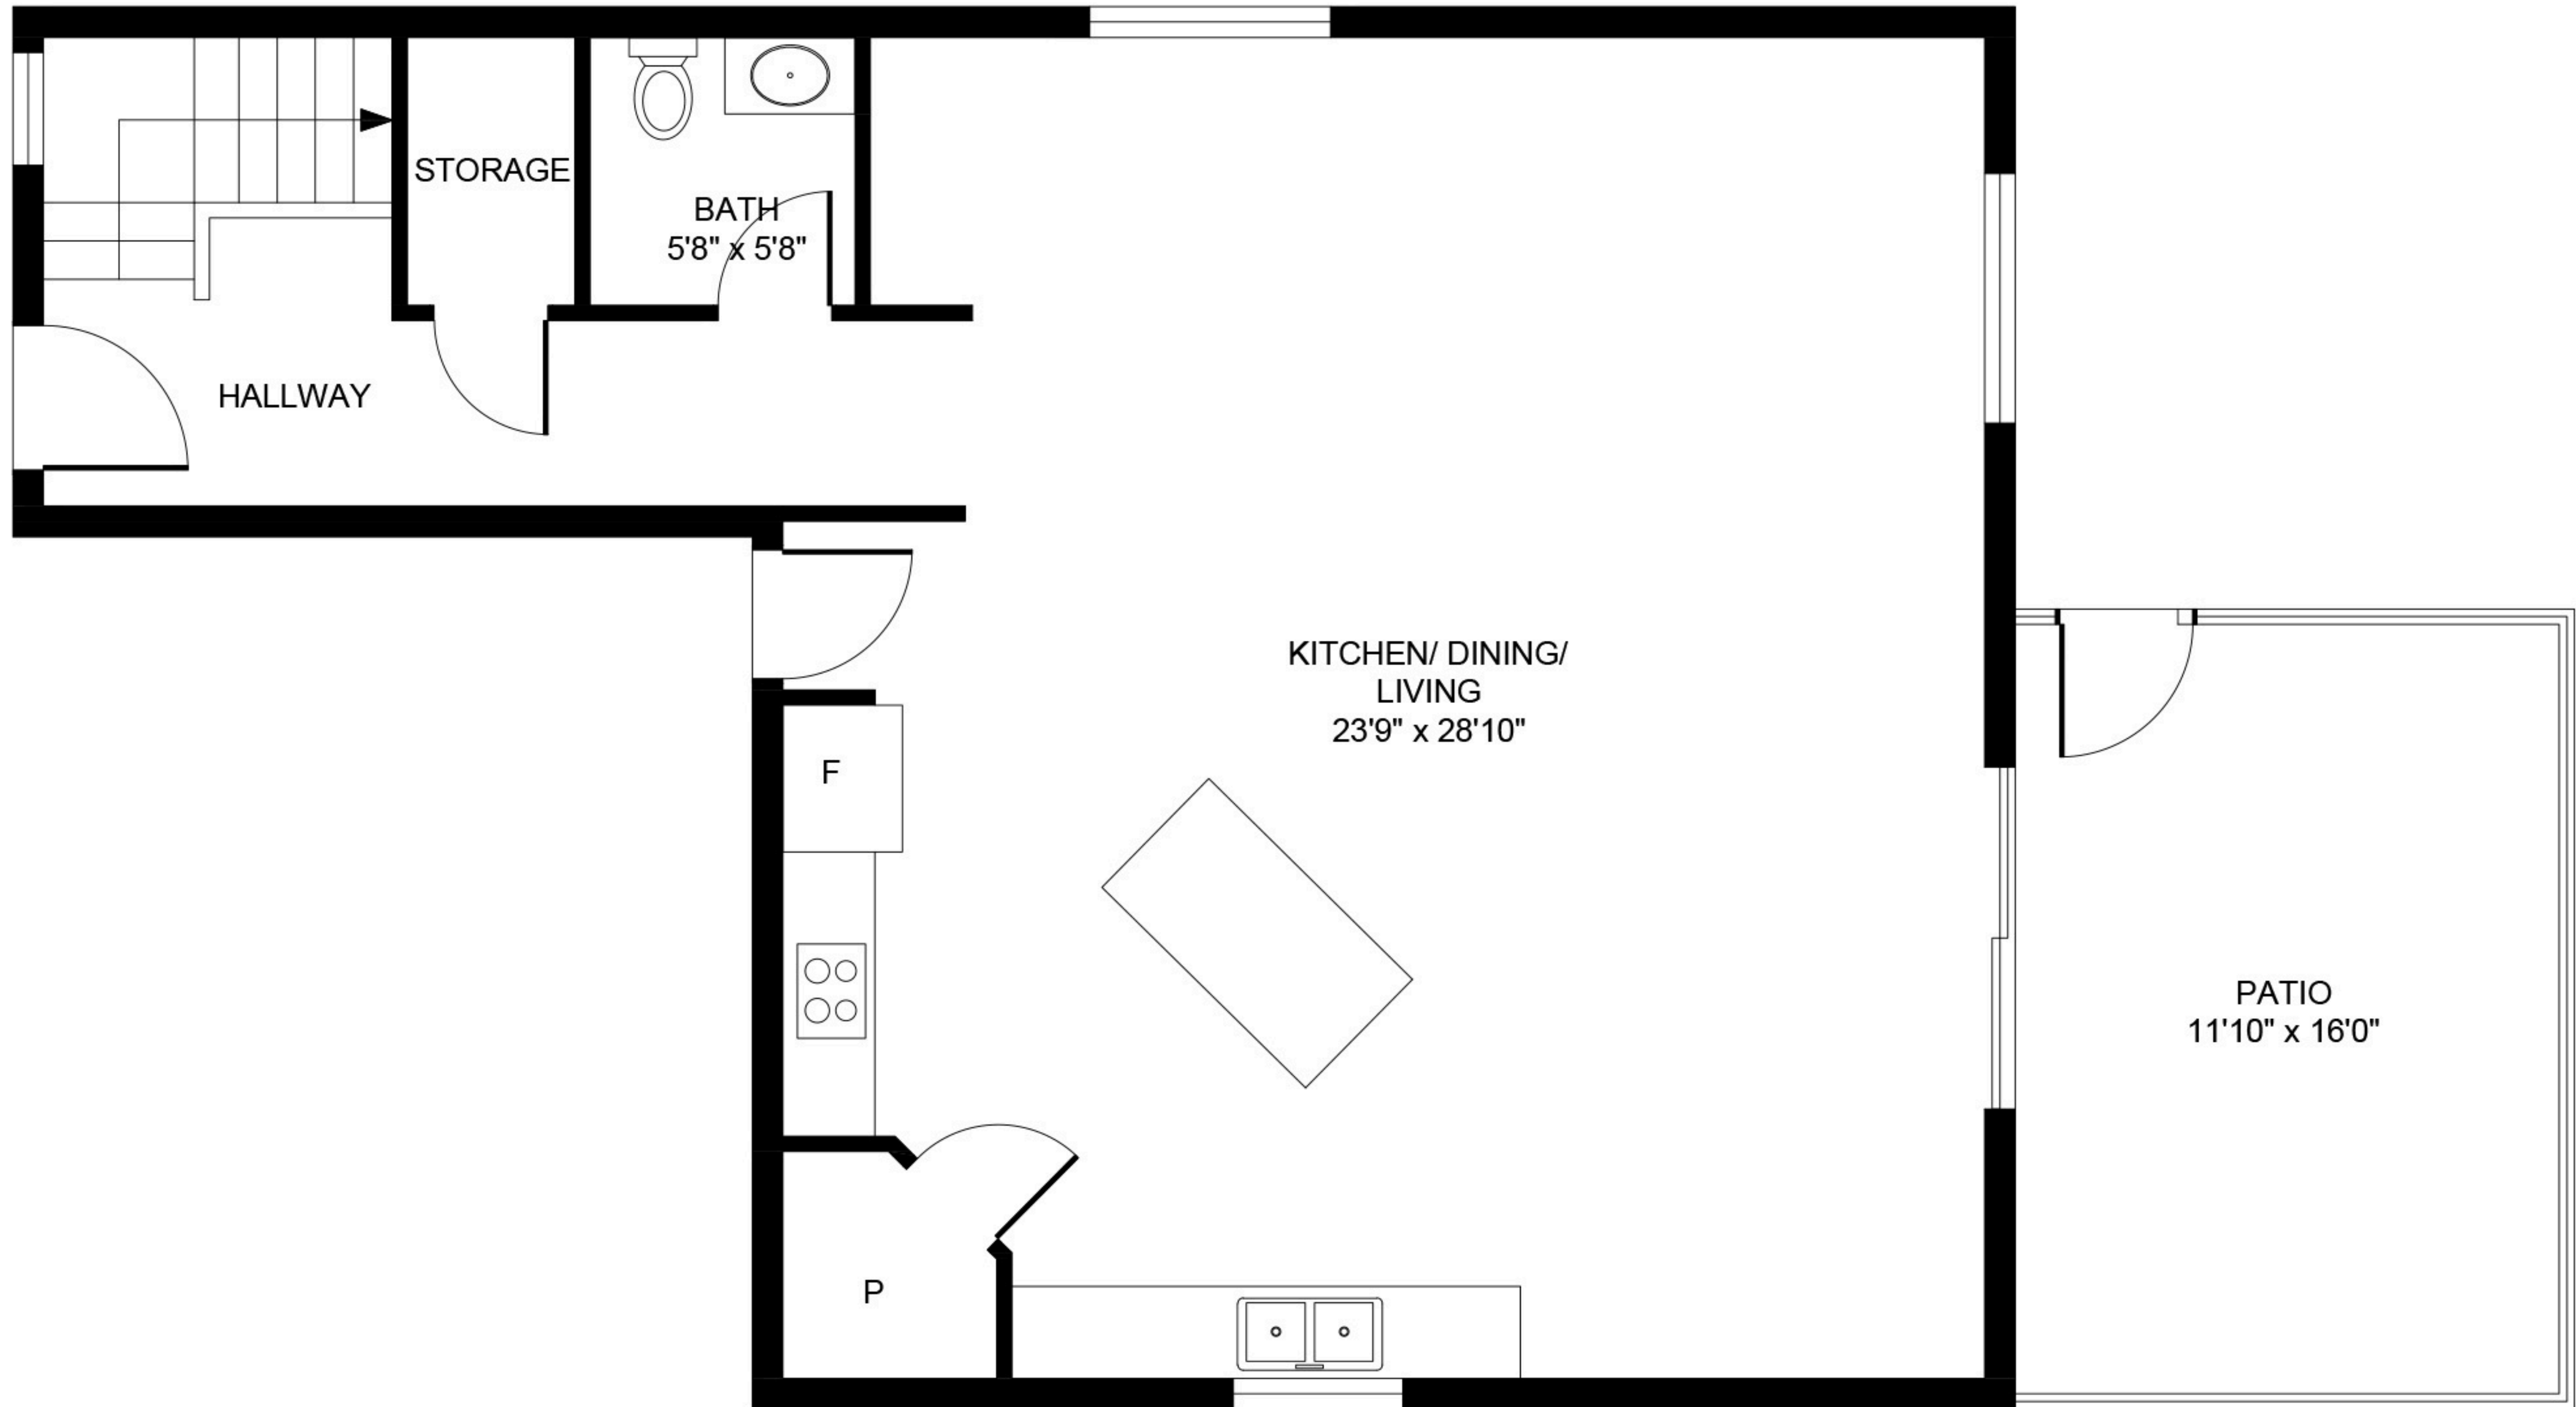 STORAGE
BATH
5'8" x 5'8"
HALLWAY
KITCHEN/ DINING/
LIVING
23'9" x 28'10"
F
PATIO
11'10" x 16'0"
P